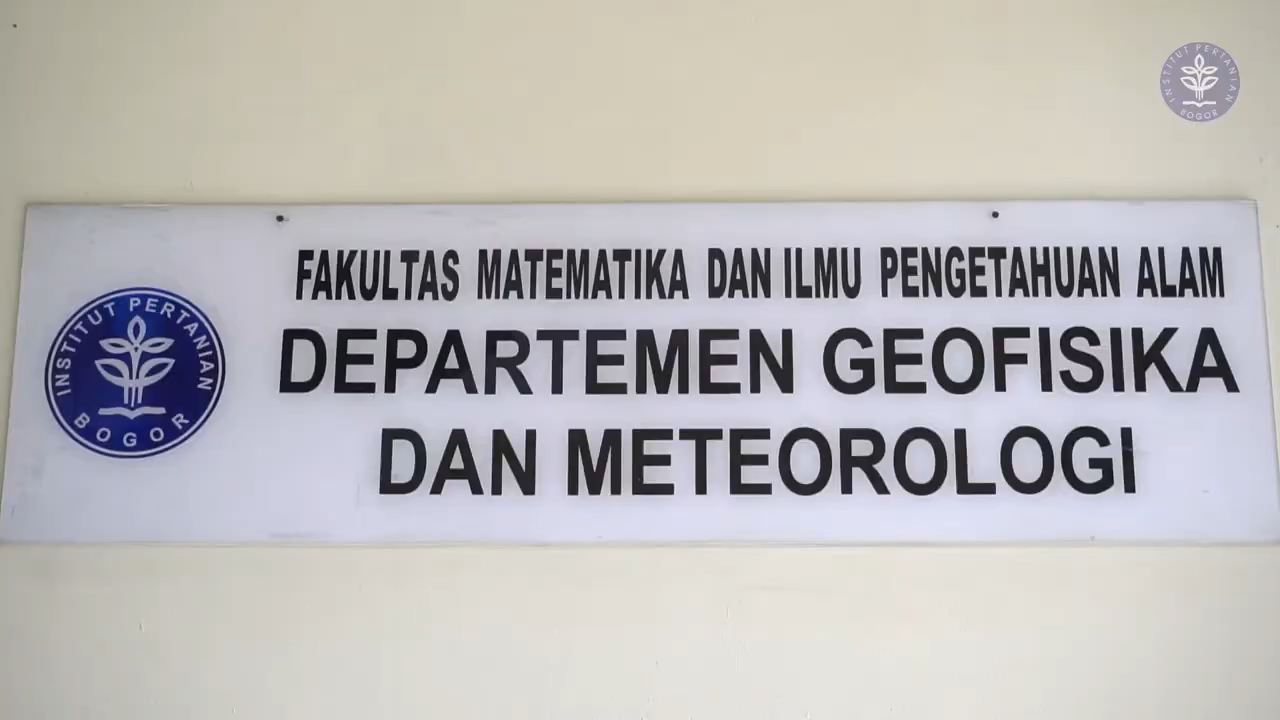 INSTITUT PERTANIAN
BOGOR
FAKULTAS MATEMATIKA DAN ILMU PENGETAHUAN ALAM
DEPARTEMEN GEOFISIKA
DAN METEOROLOGI
INSTITUT PERTANIAN
BOGOR